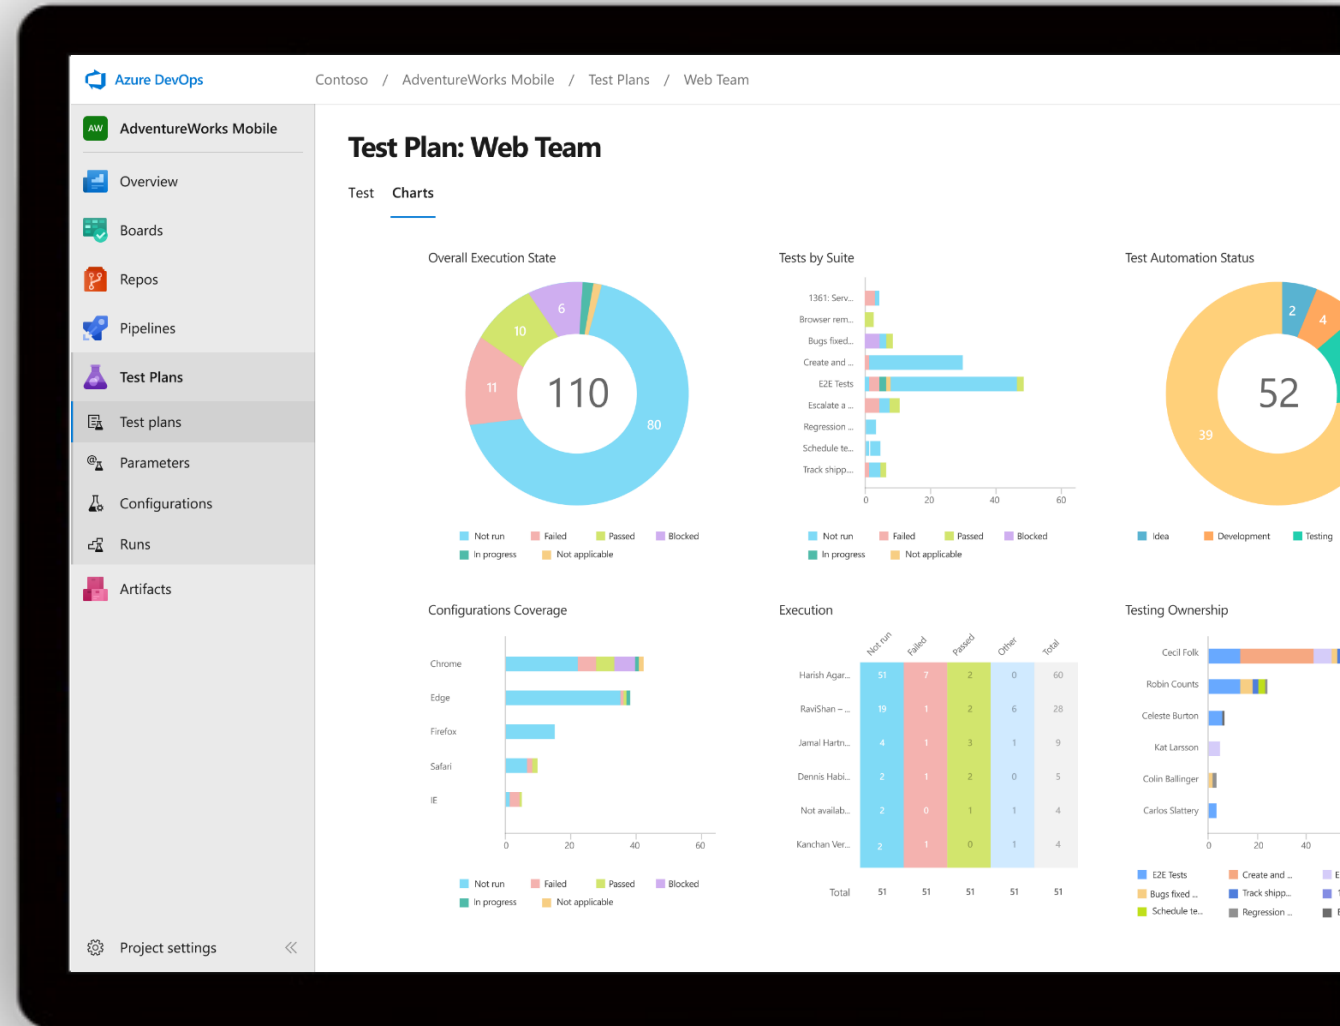 Azure DevOps
Contoso / AdventureWorks Mobile / Test Plans / Web Team
AW AdventureWorks Mobile
Overview
Boards
Repos
Pipelines
Test Plans
Test plans
Parameters
Configurations
Runs
Artifacts
Project settings
Test Plan: Web Team
Test Charts
Overall Execution State
6
10
11
110
80
Not run Failed Passed Blocked
In progress Not applicable
Tests by Suite
1361: Serv...
Browser rem...
Bugs fixed...
Create and ...
E2E Tests
Escalate a ...
Regression ...
Schedule te...
Track shipp...
0 20 40 60
Not run Failed Passed Blocked
In progress Not applicable
Test Automation Status
2
4
52
39
Idea Development Testing
Configurations Coverage
Chrome
Edge
Firefox
Safari
IE
0 20 40 60
Not run Failed Passed Blocked
In progress Not applicable
Execution
Not run Failed Passed Other Total
Harish Agar... 51 7 2 0 60
RaviShan – ... 19 1 2 6 28
Jamal Hartn... 4 1 3 1 9
Dennis Habi... 2 1 2 0 5
Not availab... 2 0 1 1 4
Kanchan Ver... 2 1 0 1 4
Total 51 51 51 51 51
Testing Ownership
Cecil Folk
Robin Counts
Celeste Burton
Kat Larsson
Colin Ballinger
Carlos Slattery
0 20 40
E2E Tests Create and ...
Bugs fixed ... Track shipp...
Schedule te... Regression ...